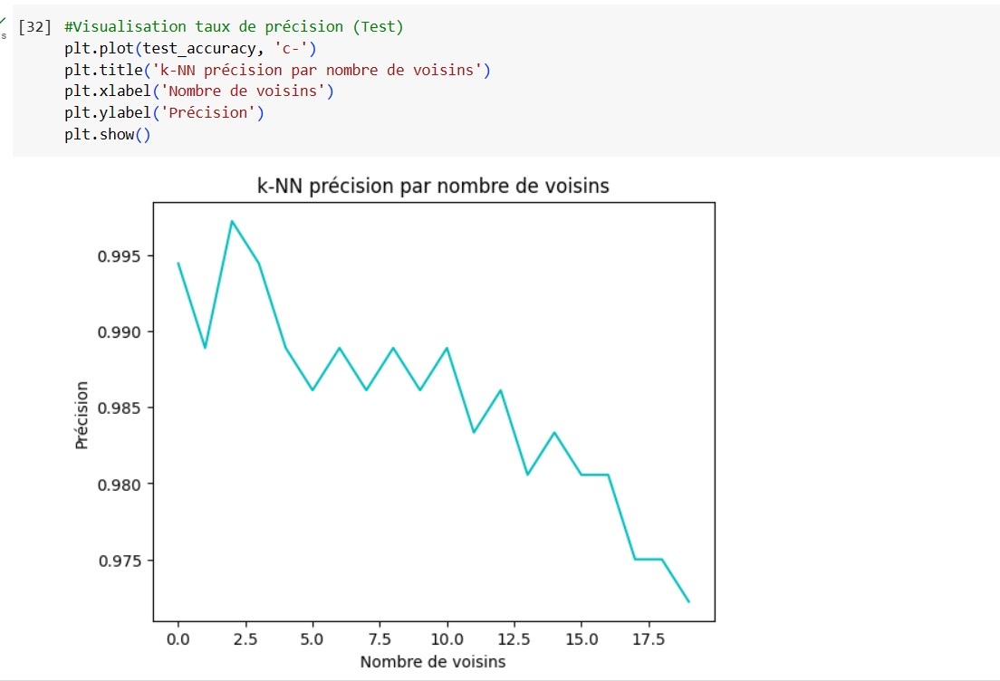 [32] #Visualisation taux de précision (Test)
plt.plot(test_accuracy, 'c-')
plt.title('k-NN précision par nombre de voisins')
plt.xlabel('Nombre de voisins')
plt.ylabel('Précision')
plt.show()
s
k-NN précision par nombre de voisins
0.995
0.990
0.985
0.980
0.975
Précision
0.0 2.5 5.0 7.5 10.0 12.5 15.0 17.5
Nombre de voisins